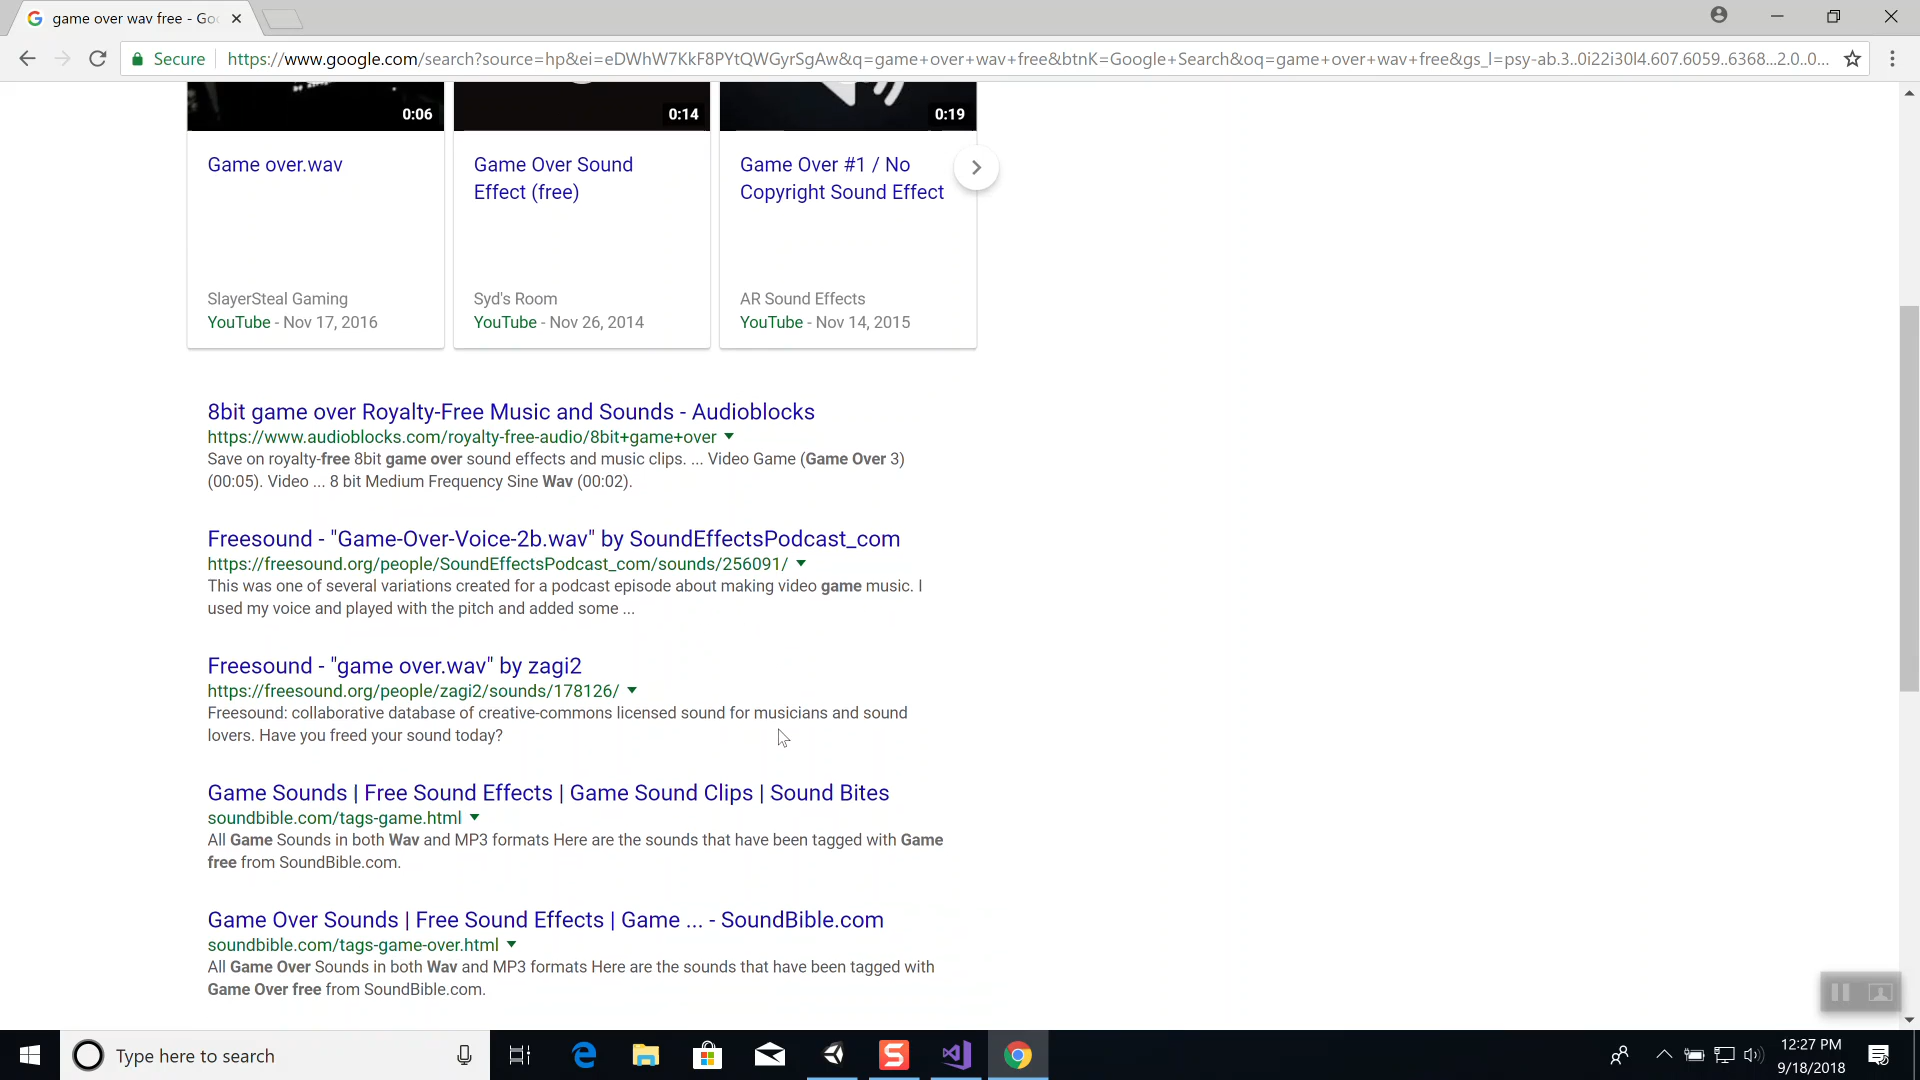 game over wav free - Goo
Secure
https://www.google.com/search?source=hp&ei=eDWhW7KkF8PYtQWGyrSgAw&q=game+over+wav+free&btnK=Google+Search&oq=game+over+wav+free&gs_l=psy-ab.3..0i22i30l4.607.6059..6368...2.0..0...
0:06
0:14
0:19
Game over.wav
Game Over Sound
Effect (free)
Game Over #1 / No
Copyright Sound Effect
SlayerSteal Gaming
YouTube - Nov 17, 2016
Syd's Room
YouTube - Nov 26, 2014
AR Sound Effects
YouTube - Nov 14, 2015
8bit game over Royalty-Free Music and Sounds - Audioblocks
https://www.audioblocks.com/royalty-free-audio/8bit+game+over
Save on royalty-free 8bit game over sound effects and music clips. ... Video Game (Game Over 3)
(00:05). Video ... 8 bit Medium Frequency Sine Wav (00:02).
Freesound - "Game-Over-Voice-2b.wav" by SoundEffectsPodcast_com
https://freesound.org/people/SoundEffectsPodcast_com/sounds/256091/
This was one of several variations created for a podcast episode about making video game music. I
used my voice and played with the pitch and added some ...
Freesound - "game over.wav" by zagi2
https://freesound.org/people/zagi2/sounds/178126/
Freesound: collaborative database of creative-commons licensed sound for musicians and sound
lovers. Have you freed your sound today?
Game Sounds | Free Sound Effects | Game Sound Clips | Sound Bites
soundbible.com/tags-game.html
All Game Sounds in both Wav and MP3 formats Here are the sounds that have been tagged with Game
free from SoundBible.com.
Game Over Sounds | Free Sound Effects | Game ... - SoundBible.com
soundbible.com/tags-game-over.html
All Game Over Sounds in both Wav and MP3 formats Here are the sounds that have been tagged with
Game Over free from SoundBible.com.
Type here to search
12:27 PM
9/18/2018